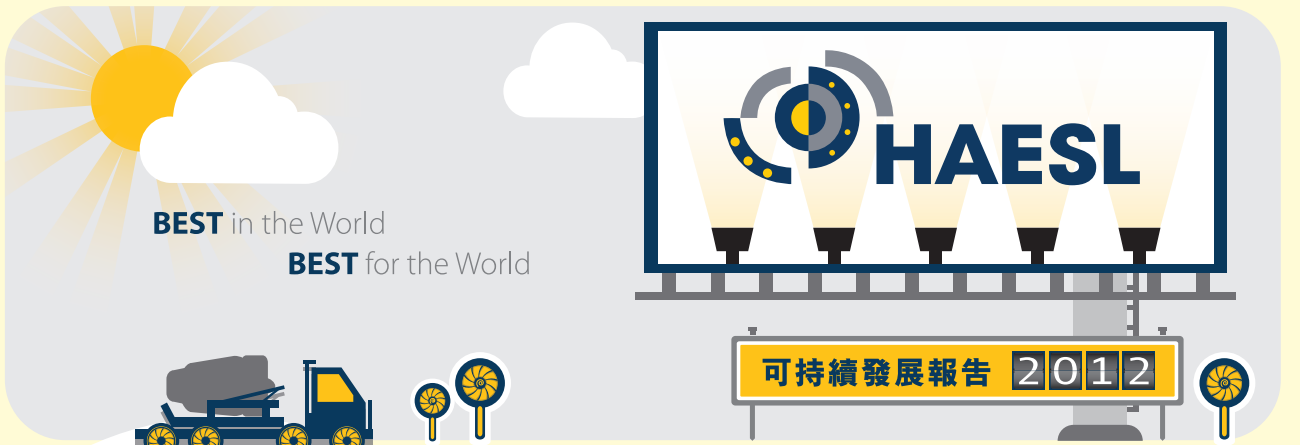 HAESL
BEST in the World
BEST for the World
可持續發展報告 2012